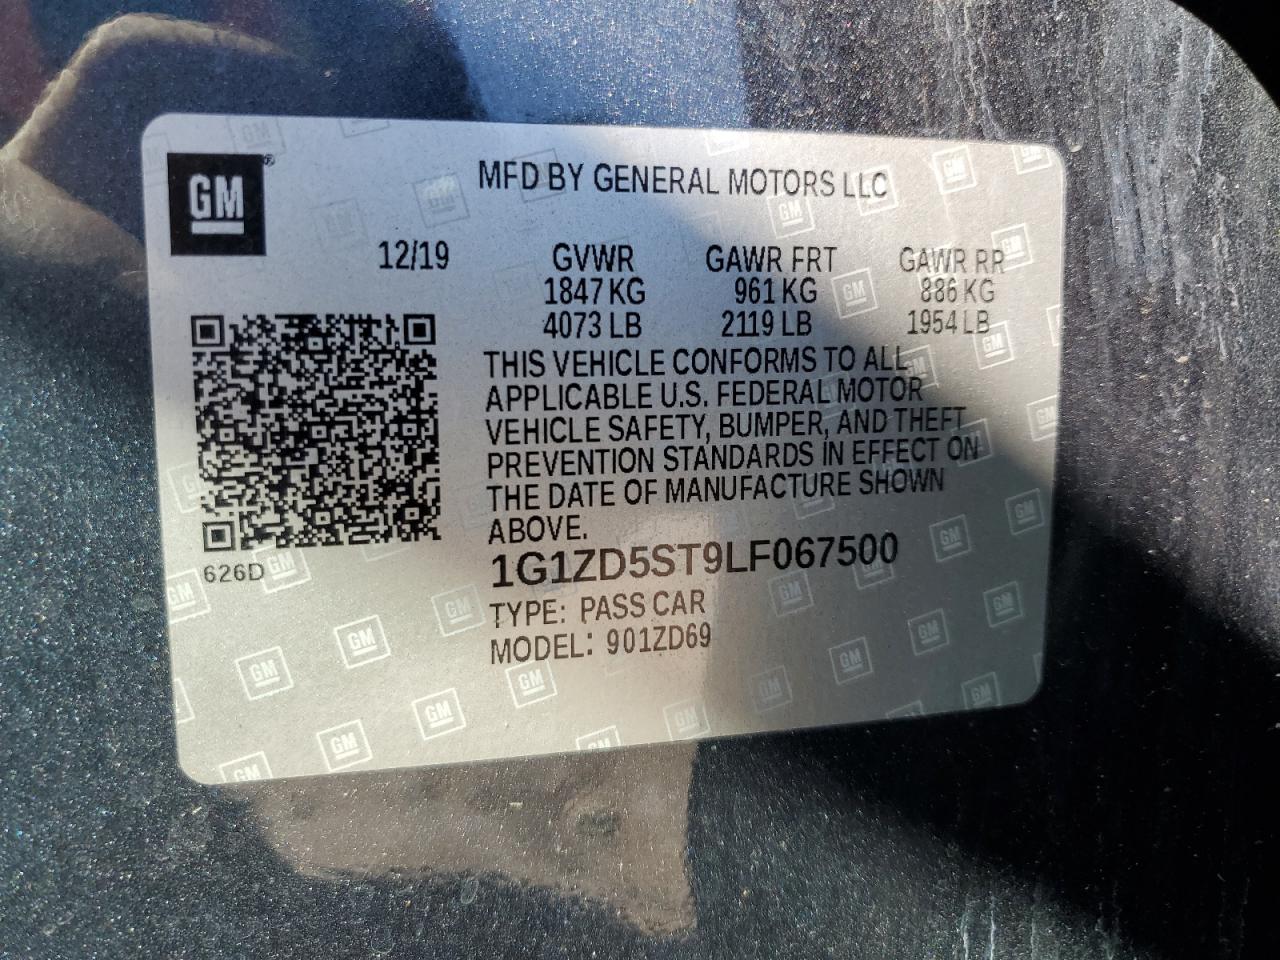 GM®
MFD BY GENERAL MOTORS LLC
12/19 GVWR GAWR FRT GAWR RR
1847 KG 961 KG 886 KG
4073 LB 2119 LB 1954 LB
THIS VEHICLE CONFORMS TO ALL
APPLICABLE U.S. FEDERAL MOTOR
VEHICLE SAFETY, BUMPER, AND THEFT
PREVENTION STANDARDS IN EFFECT ON
THE DATE OF MANUFACTURE SHOWN
ABOVE.
626D
1G1ZD5ST9LF067500
TYPE: PASS CAR
MODEL: 901ZD69